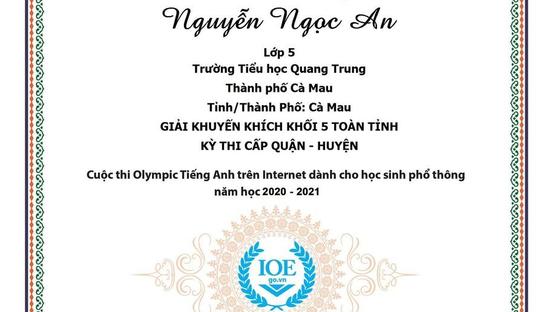 Nguyễn Ngọc An
Lớp 5
Trường Tiểu học Quang Trung
Thành phố Cà Mau
Tỉnh/Thành Phố: Cà Mau
GIẢI KHUYẾN KHÍCH KHỐI 5 TOÀN TỈNH
KỲ THI CẤP QUẬN - HUYỆN
Cuộc thi Olympic Tiếng Anh trên Internet dành cho học sinh phổ thông
năm học 2020 - 2021
IOE
go.vn